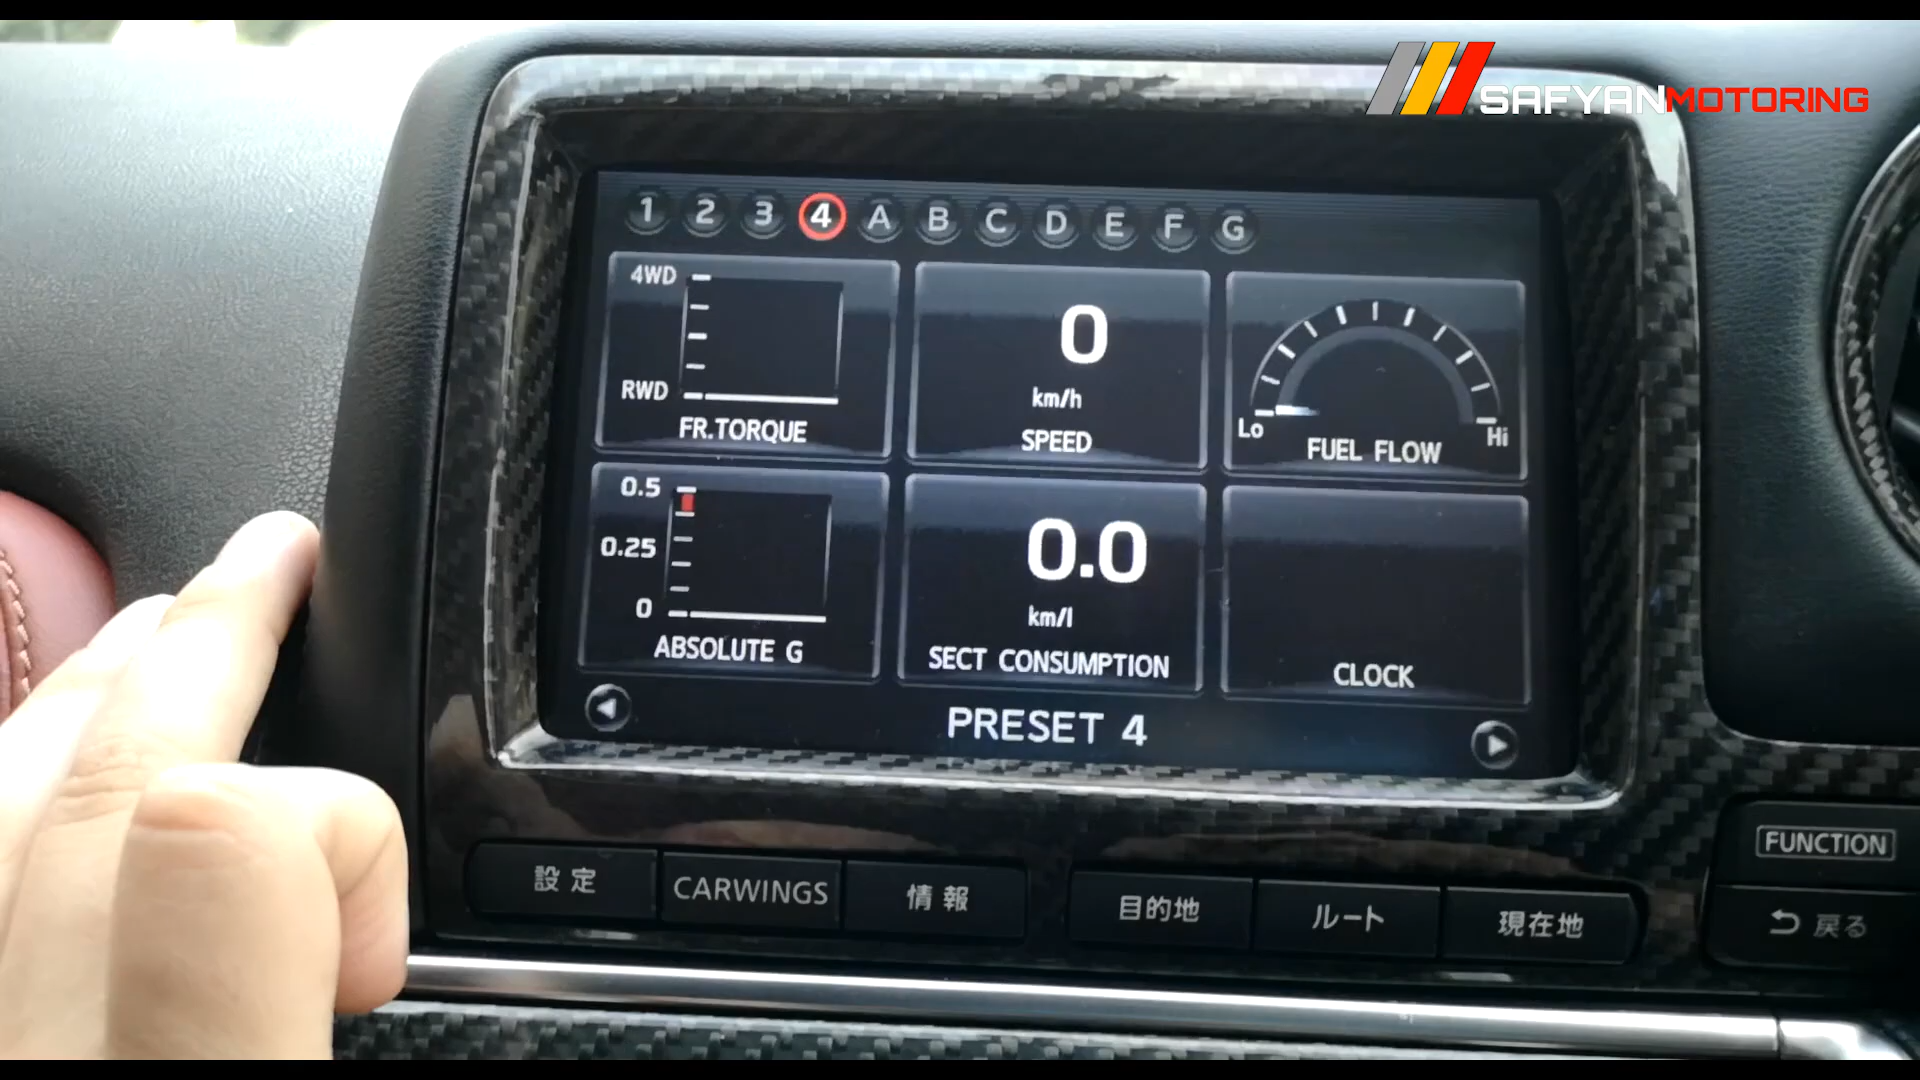 SAFYANMOTORING
1 2 3 4 A B C D E F G
4WD
RWD
FR.TORQUE
0
km/h
SPEED
Lo
Hi
FUEL FLOW
0.5
0.25
0
ABSOLUTE G
0.0
km/l
SECT CONSUMPTION
CLOCK
PRESET 4
設定
CARWINGS
情報
目的地
ルート
現在地
FUNCTION
戻る